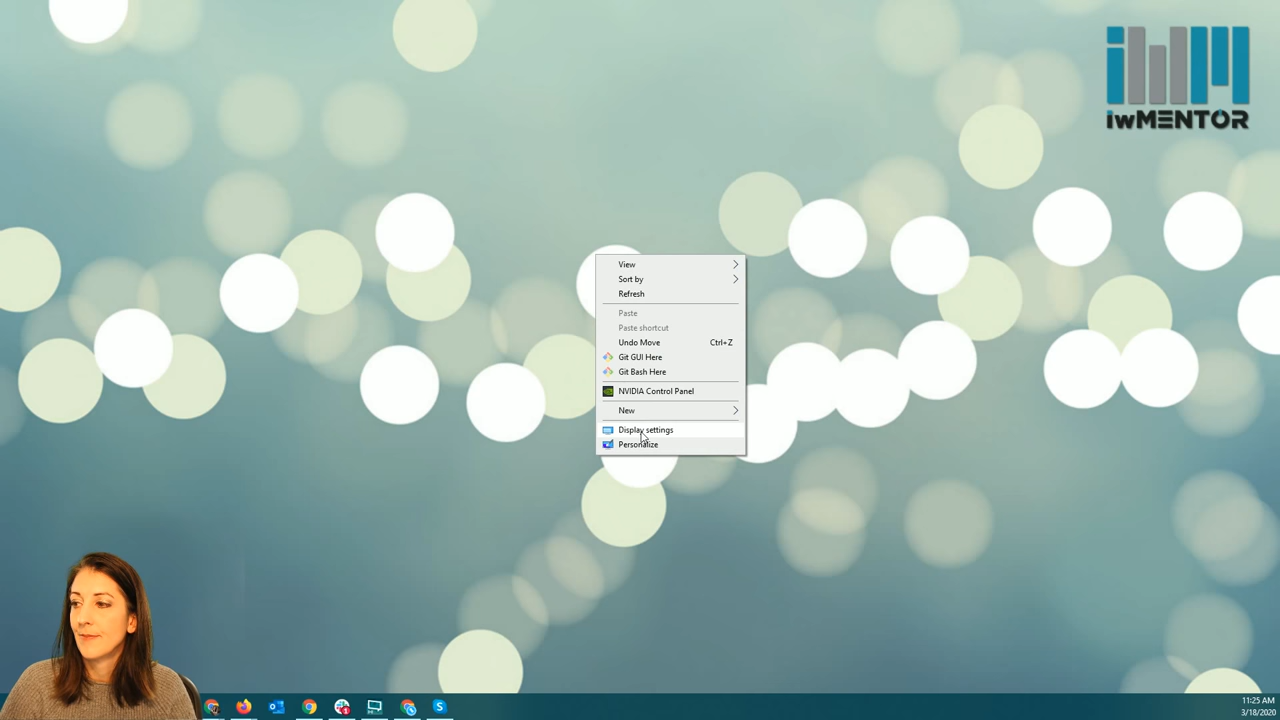 iwMENTOR
View
Sort by
Refresh
Paste
Paste shortcut
Undo Move Ctrl+Z
Git GUI Here
Git Bash Here
NVIDIA Control Panel
New
Display settings
Personalize
11:25 AM
3/18/2020